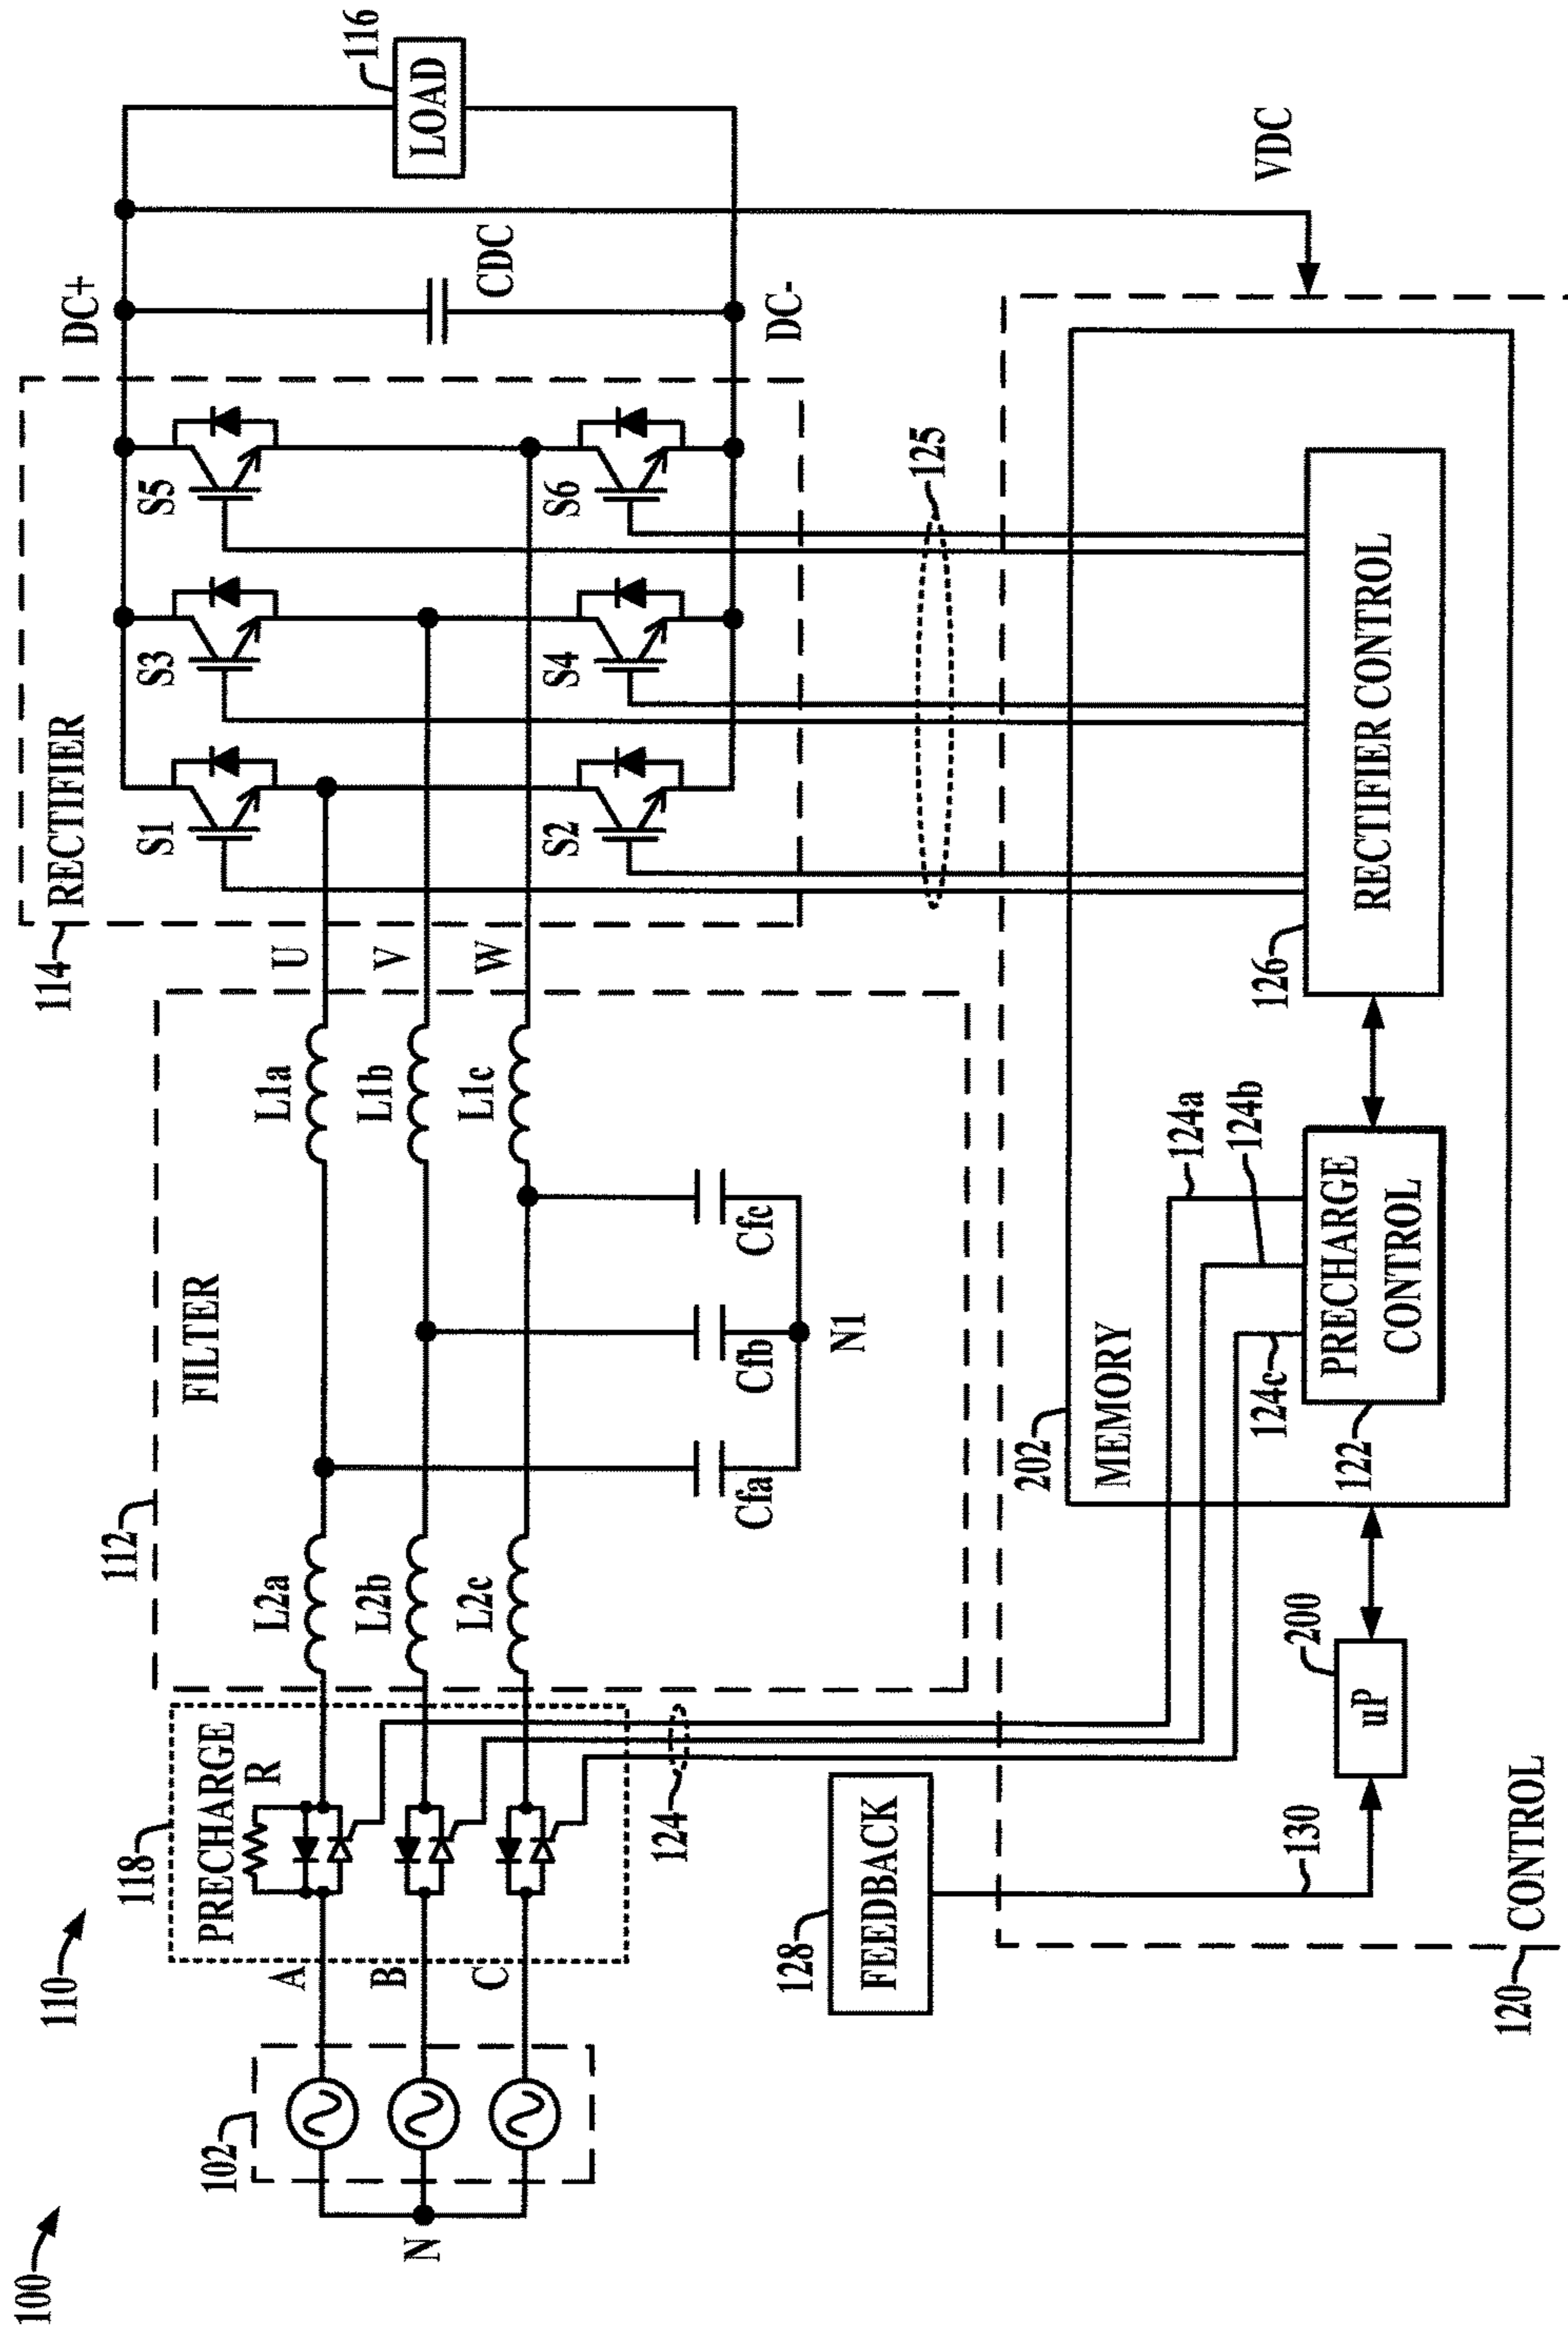 100
110
102
N
A
B
C
118
PRECHARGE
R
112
FILTER
L2a
L2b
L2c
L1a
L1b
L1c
Cfa
Cfb
Cfc
N1
U
V
W
114
RECTIFIER
S1
S3
S5
S2
S4
S6
DC+
DC-
CDC
116
LOAD
VDC
124
125
128
FEEDBACK
130
200
uP
202
MEMORY
124a
124b
124c
122
PRECHARGE
CONTROL
126
RECTIFIER CONTROL
120
CONTROL